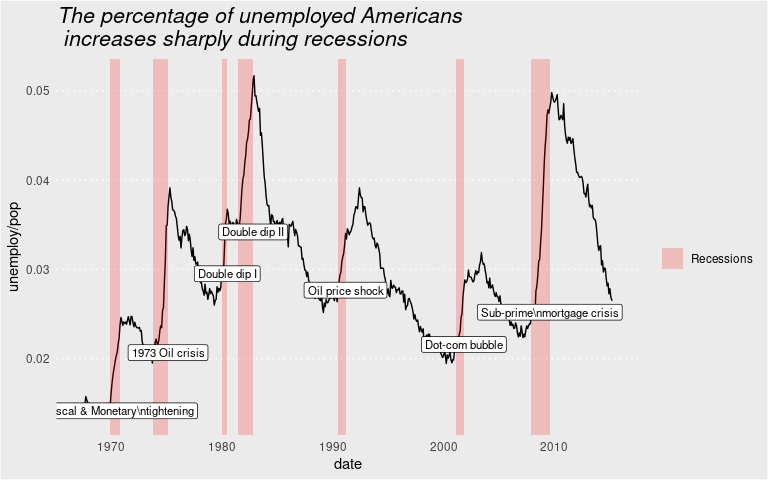 The percentage of unemployed Americans
increases sharply during recessions
0.05
0.04
0.03
0.02
unemploy/pop
Double dip II
Double dip I
Oil price shock
Sub-prime\nmortgage crisis
Dot-com bubble
1973 Oil crisis
scal & Monetary\ntightening
Recessions
1970
1980
1990
2000
2010
date